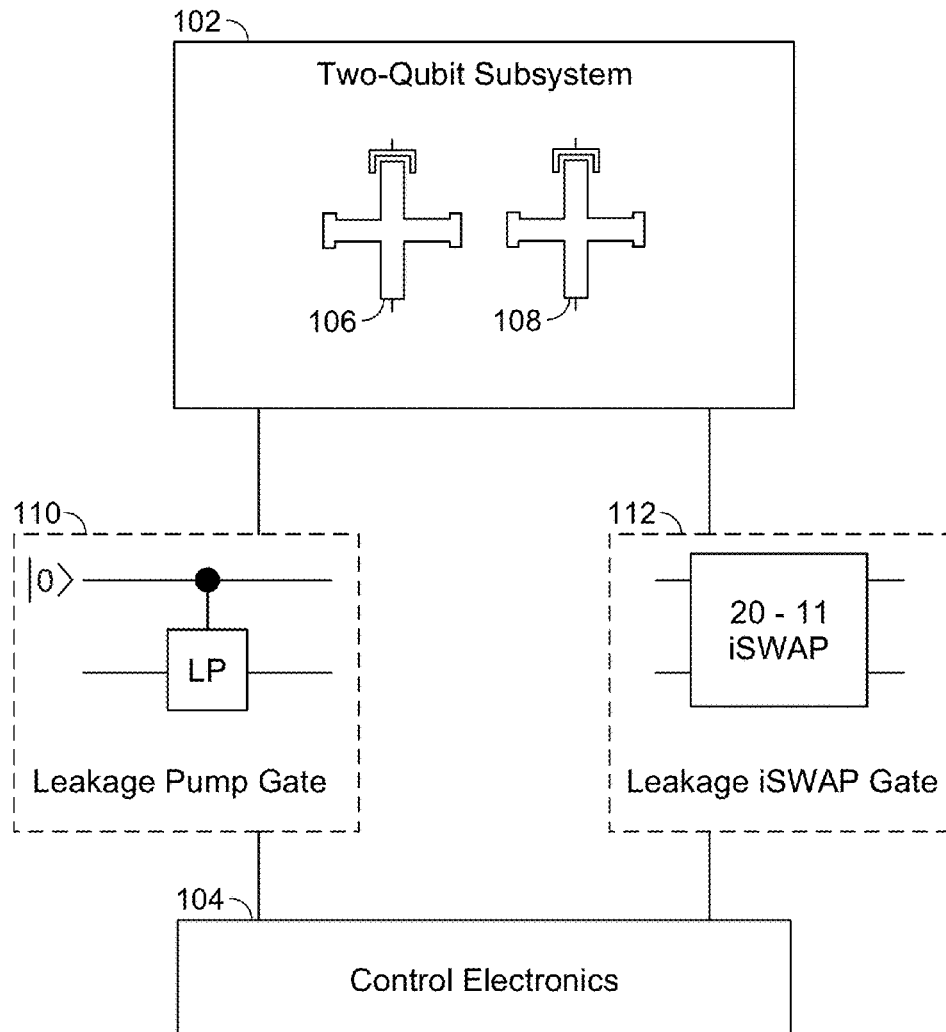 102
Two-Qubit Subsystem
106
108
110
112
|0⟩
LP
20 - 11
iSWAP
Leakage Pump Gate
Leakage iSWAP Gate
104
Control Electronics